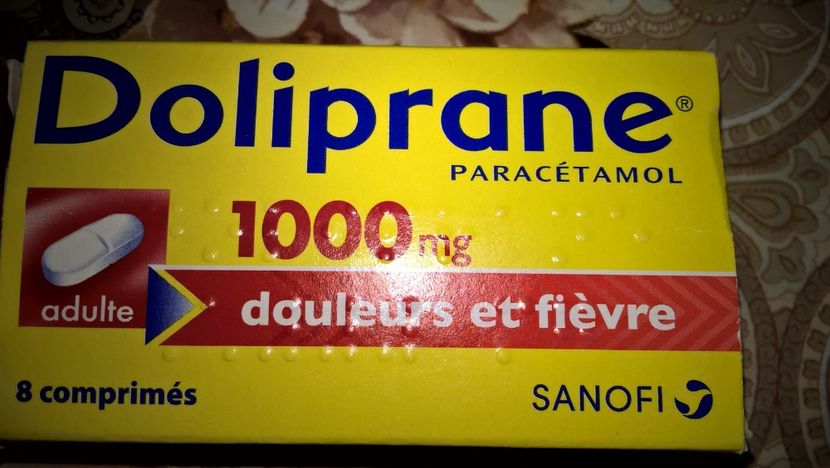 Doliprane®
PARACÉTAMOL
1000 mg
adulte
douleurs et fièvre
8 comprimés
SANOFI